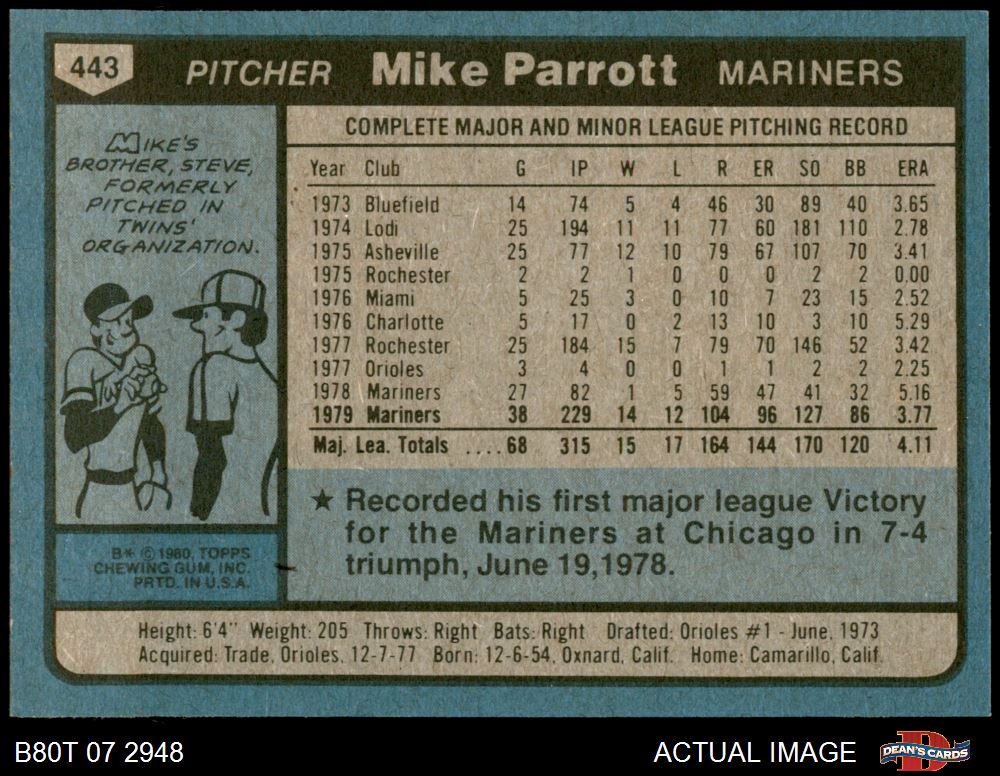 443 PITCHER Mike Parrott MARINERS
MIKE'S
BROTHER, STEVE,
FORMERLY
PITCHED IN
TWINS'
ORGANIZATION.
COMPLETE MAJOR AND MINOR LEAGUE PITCHING RECORD
Year Club G IP W L R ER SO BB ERA
1973 Bluefield 14 74 5 4 46 30 89 40 3.65
1974 Lodi 25 194 11 11 77 60 181 110 2.78
1975 Asheville 25 77 12 10 79 67 107 70 3.41
1975 Rochester 2 2 1 0 0 0 2 2 0.00
1976 Miami 5 25 3 0 10 7 23 15 2.52
1976 Charlotte 5 17 0 2 13 10 3 10 5.29
1977 Rochester 25 184 15 7 79 70 146 52 3.42
1977 Orioles 3 4 0 0 1 1 2 2 2.25
1978 Mariners 27 82 1 5 59 47 41 32 5.16
1979 Mariners 38 229 14 12 104 96 127 86 3.77
Maj. Lea. Totals ....68 315 15 17 164 144 170 120 4.11
★ Recorded his first major league Victory
for the Mariners at Chicago in 7-4
triumph, June 19,1978.
B* © 1980, TOPPS
CHEWING GUM, INC.
PRTD. IN U.S.A.
Height: 6'4" Weight: 205 Throws: Right Bats: Right Drafted: Orioles #1 - June, 1973
Acquired: Trade, Orioles, 12-7-77 Born: 12-6-54, Oxnard, Calif. Home: Camarillo, Calif.
B80T 07 2948 ACTUAL IMAGE DEAN'S CARDS